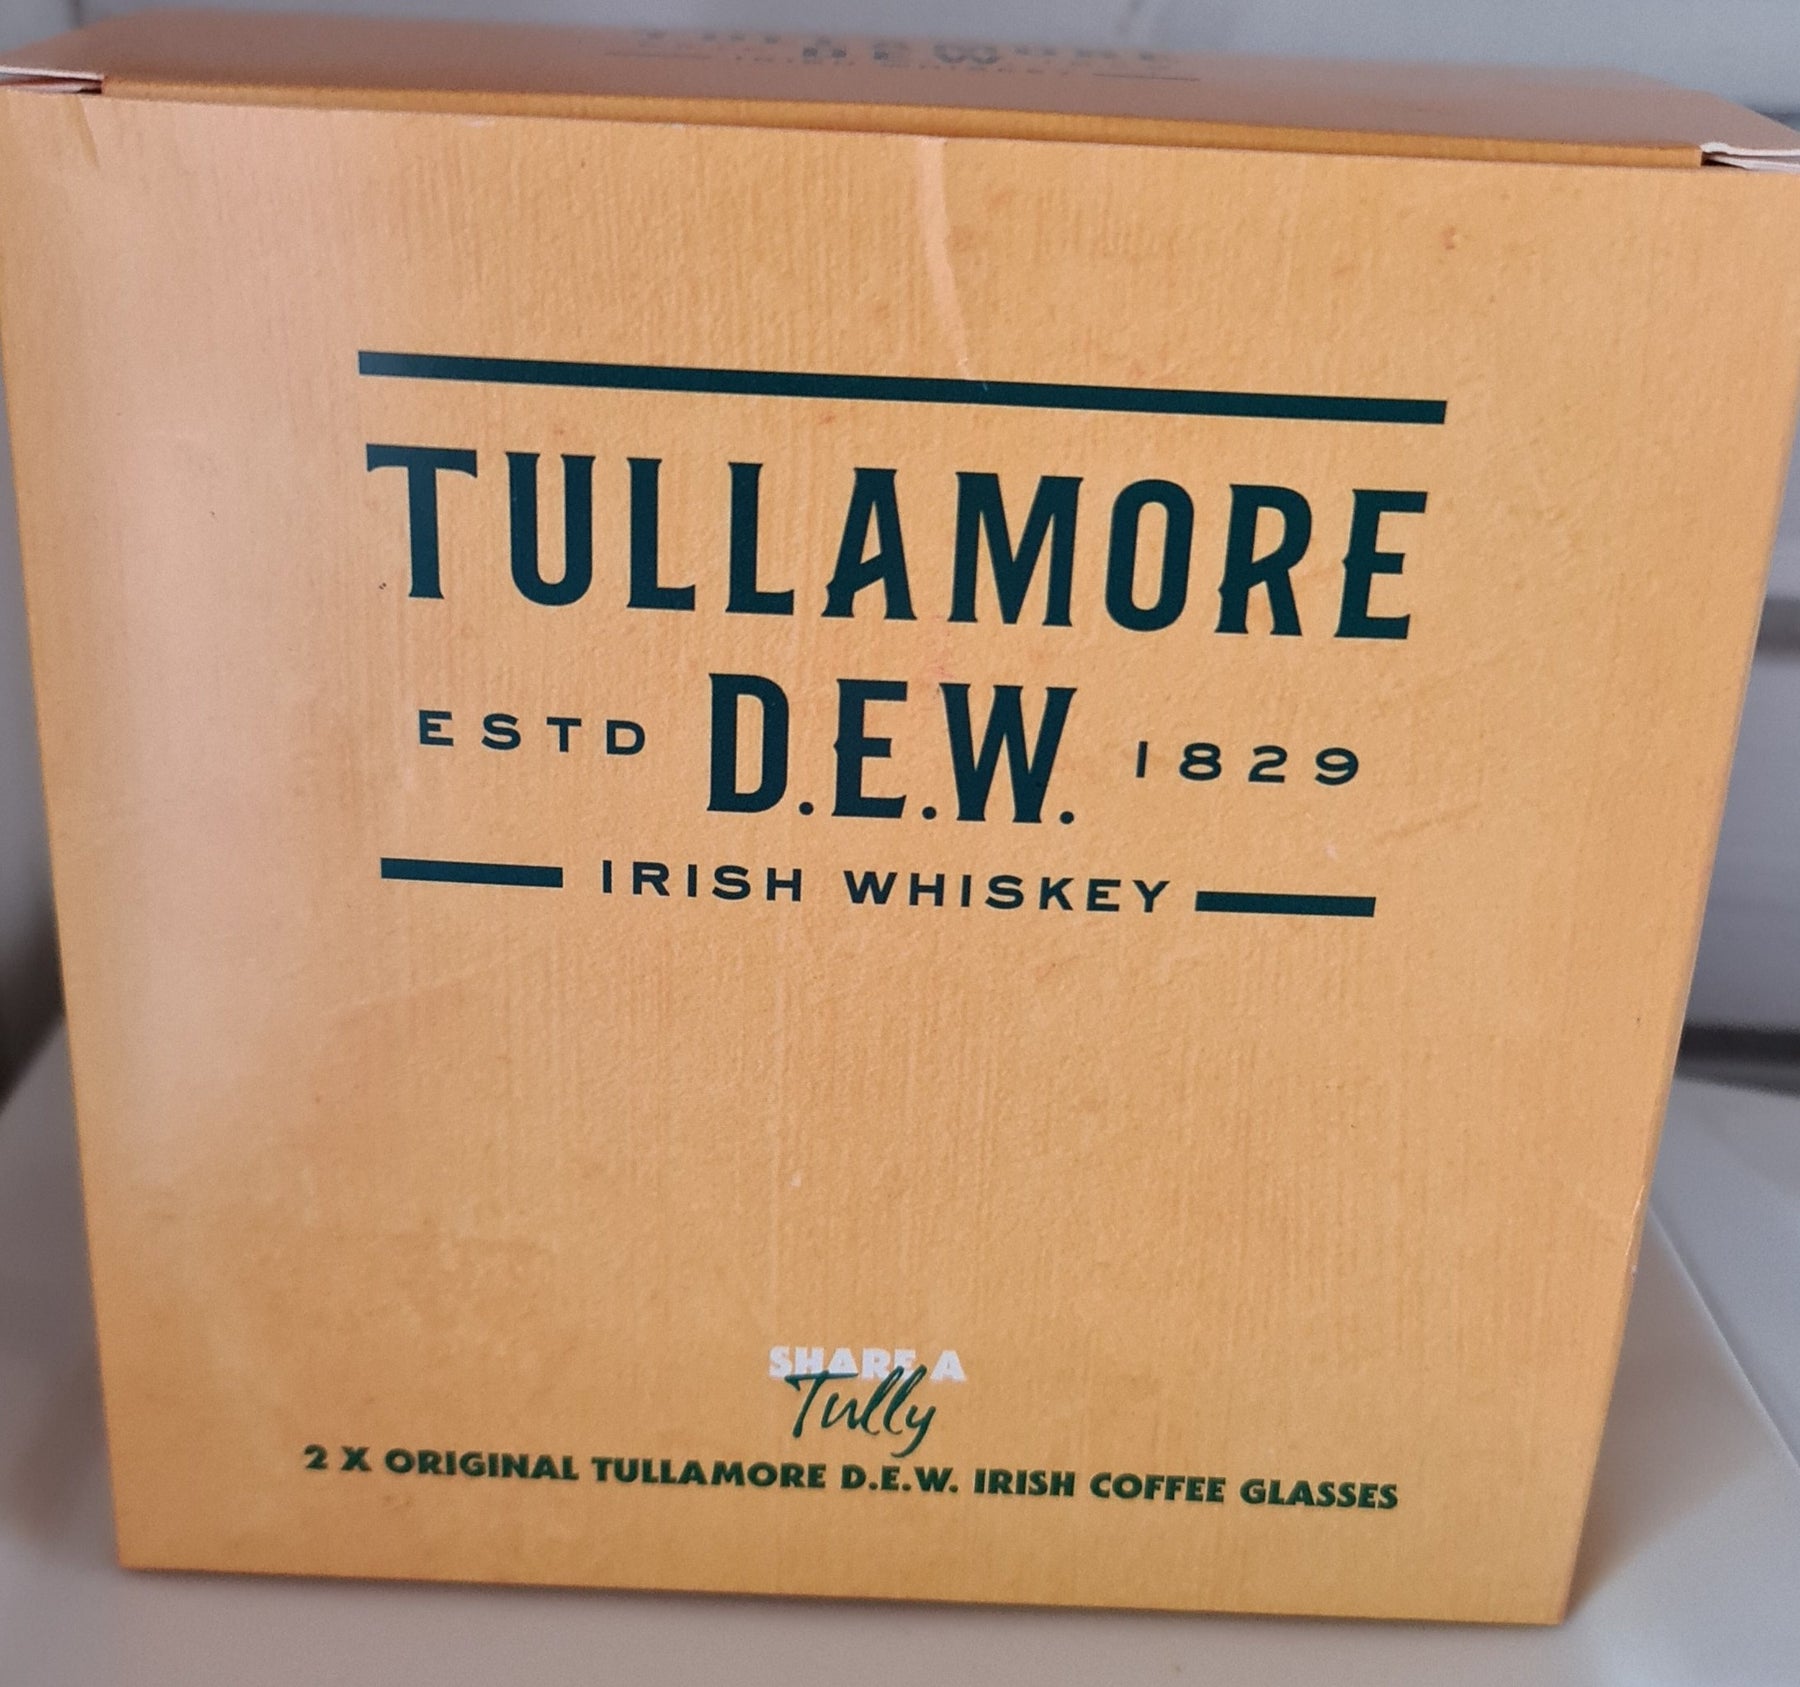 TULLAMORE
ESTD D.E.W. 1829
IRISH WHISKEY
SHARE A
Tully
2 X ORIGINAL TULLAMORE D.E.W. IRISH COFFEE GLASSES